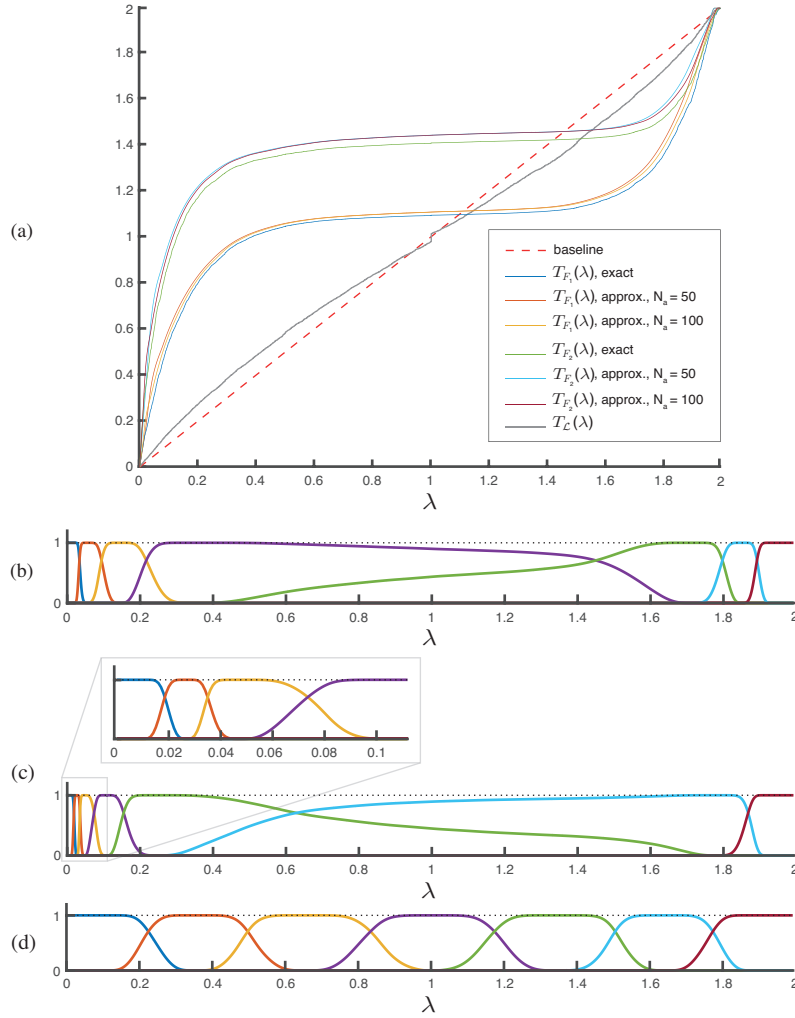 2
1.8
1.6
1.4
1.2
1
0.8
0.6
0.4
0.2
0
(a)
baseline
T_{F_1}(λ), exact
T_{F_1}(λ), approx., N_a = 50
T_{F_1}(λ), approx., N_a = 100
T_{F_2}(λ), exact
T_{F_2}(λ), approx., N_a = 50
T_{F_2}(λ), approx., N_a = 100
T_ℒ(λ)
0 0.2 0.4 0.6 0.8 1 1.2 1.4 1.6 1.8 2
λ
(b)
1
0
0 0.2 0.4 0.6 0.8 1 1.2 1.4 1.6 1.8 2
λ
0 0.02 0.04 0.06 0.08 0.1
(c)
1
0
0 0.2 0.4 0.6 0.8 1 1.2 1.4 1.6 1.8 2
λ
(d)
1
0
0 0.2 0.4 0.6 0.8 1 1.2 1.4 1.6 1.8 2
λ